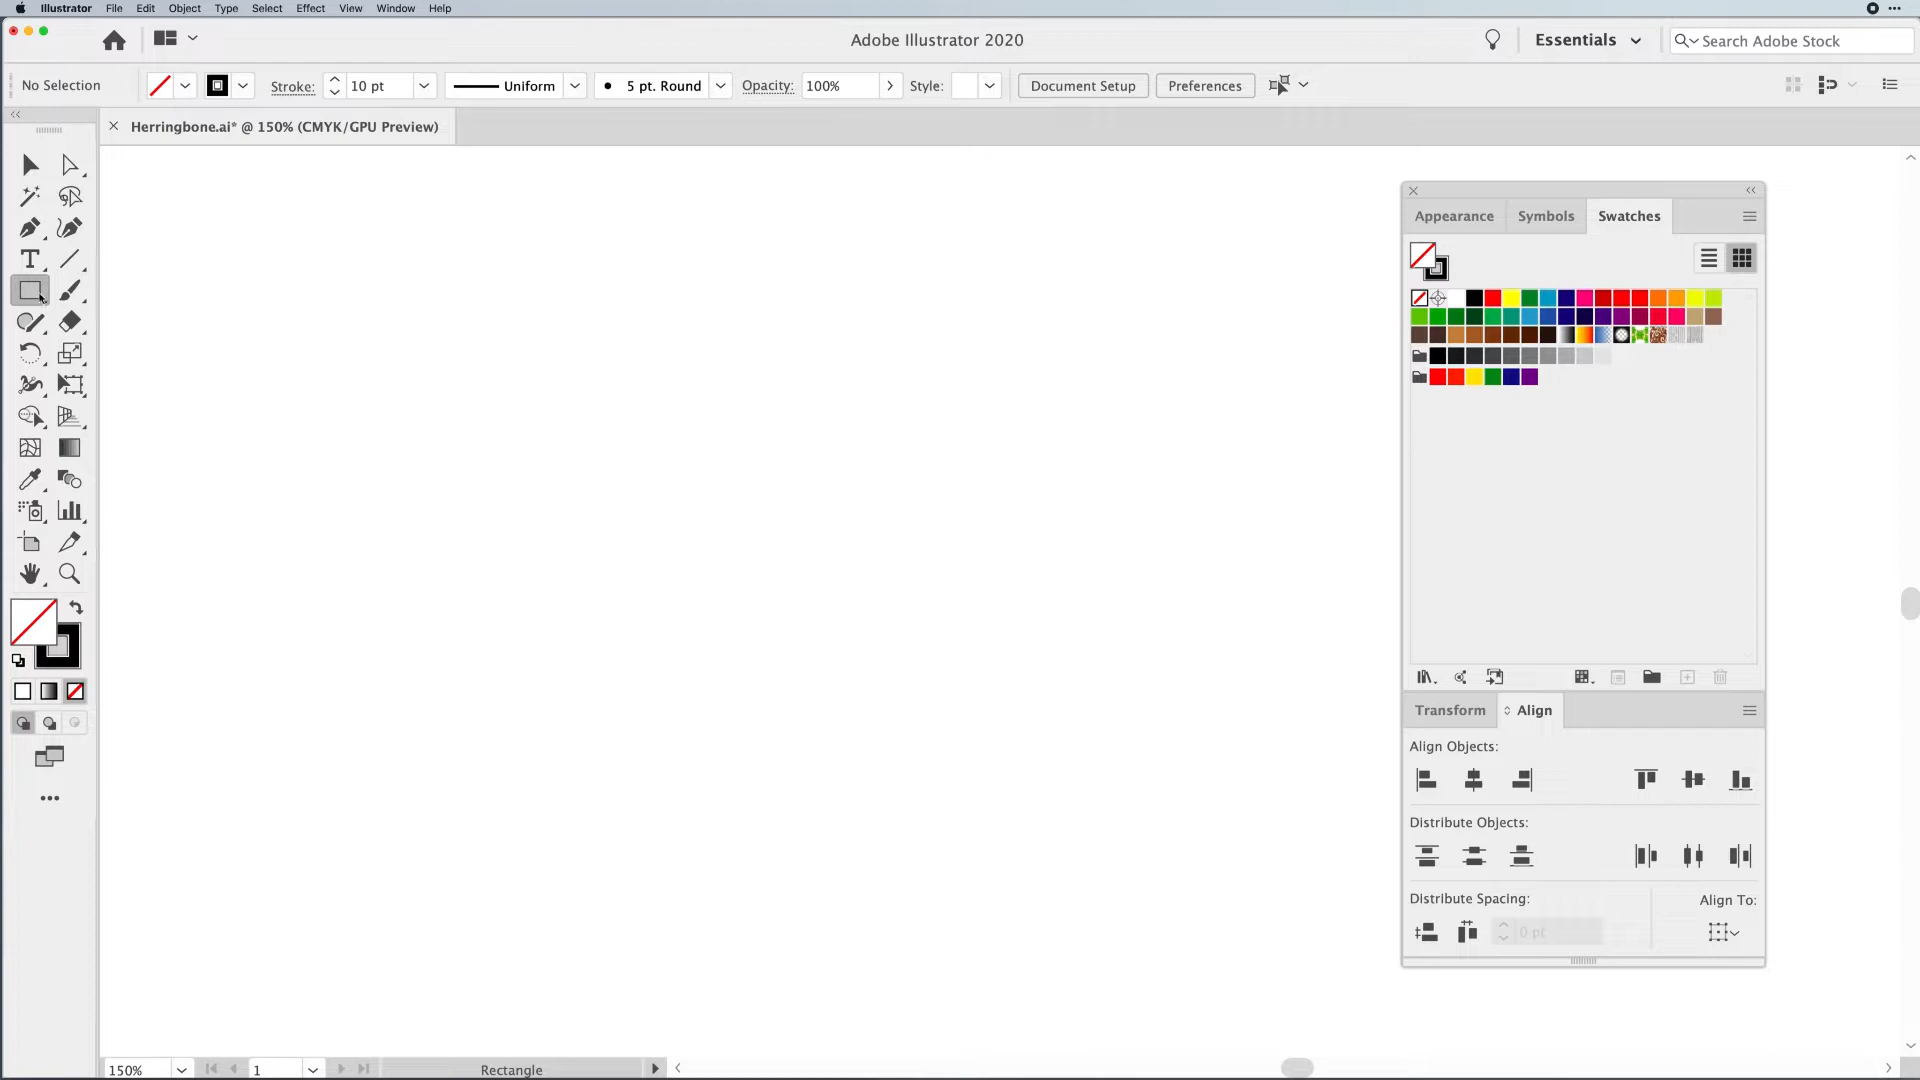 Illustrator File Edit Object Type Select Effect View Window Help
Adobe Illustrator 2020
Essentials
Search Adobe Stock
No Selection
Stroke:
10 pt
Uniform
5 pt. Round
Opacity:
100%
Style:
Document Setup
Preferences
Herringbone.ai* @ 150% (CMYK/GPU Preview)
Appearance
Symbols
Swatches
Transform
Align
Align Objects:
Distribute Objects:
Distribute Spacing:
Align To:
0 pt
150%
1
Rectangle